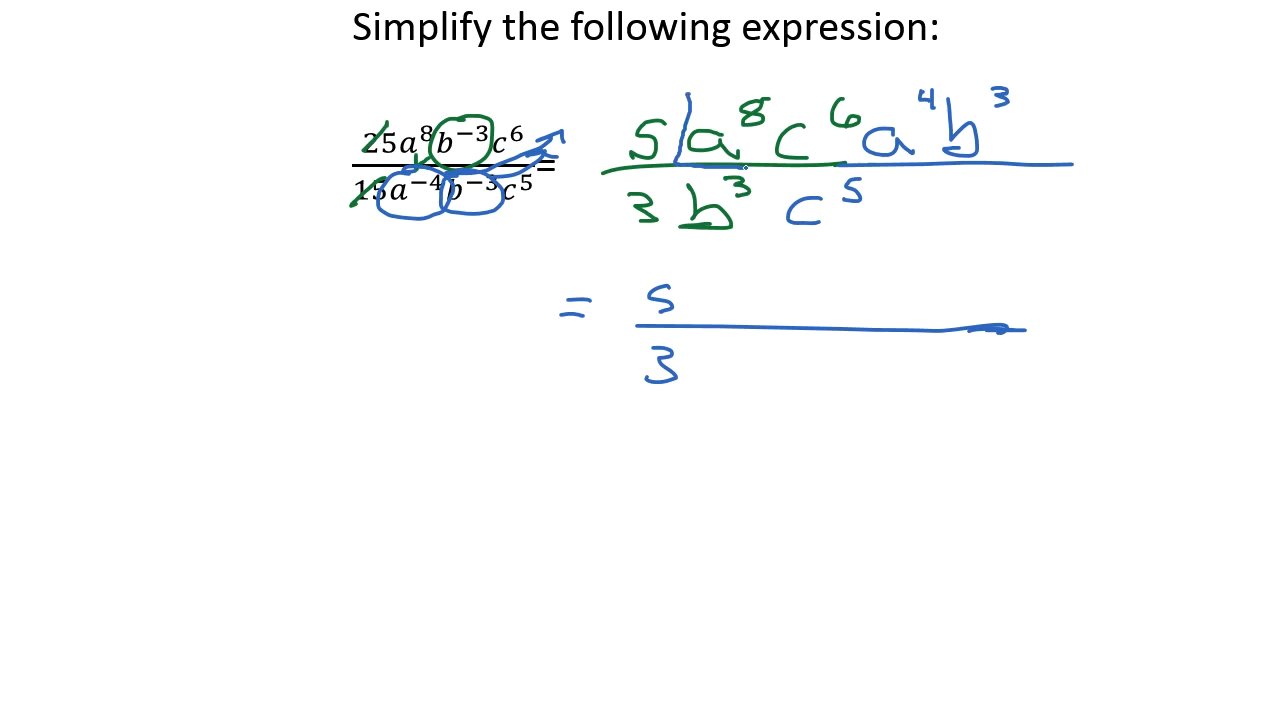 Simplify the following expression:
25a⁸b⁻³c⁶
15a⁻⁴b⁻³c⁵
=
5a⁸c⁶a⁴b³
3b³c⁵
=
5
3